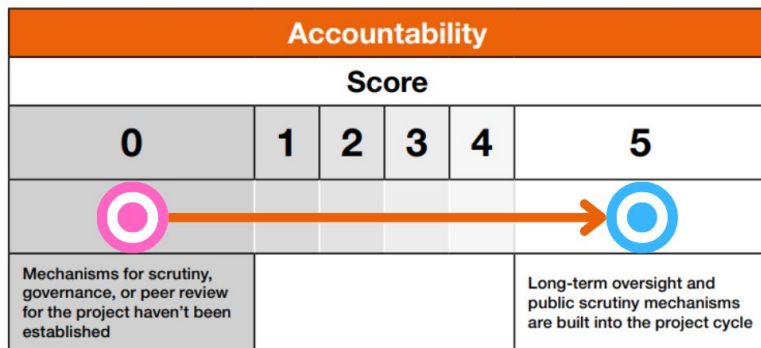 Accountability
Score
0 1 2 3 4 5
Mechanisms for scrutiny,
governance, or peer review
for the project haven’t been
established
Long-term oversight and
public scrutiny mechanisms
are built into the project cycle